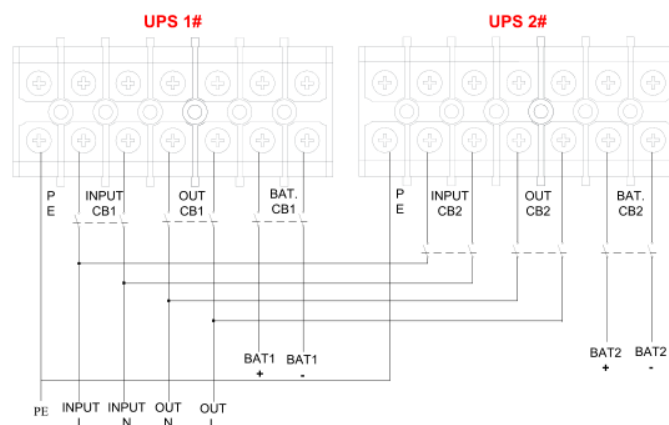 UPS 1# UPS 2#
P INPUT OUT BAT. P INPUT OUT BAT.
E CB1 CB1 CB1 E CB2 CB2 CB2
BAT1 BAT1 BAT2 BAT2
+ - + -
PE INPUT INPUT OUT OUT
L N N L